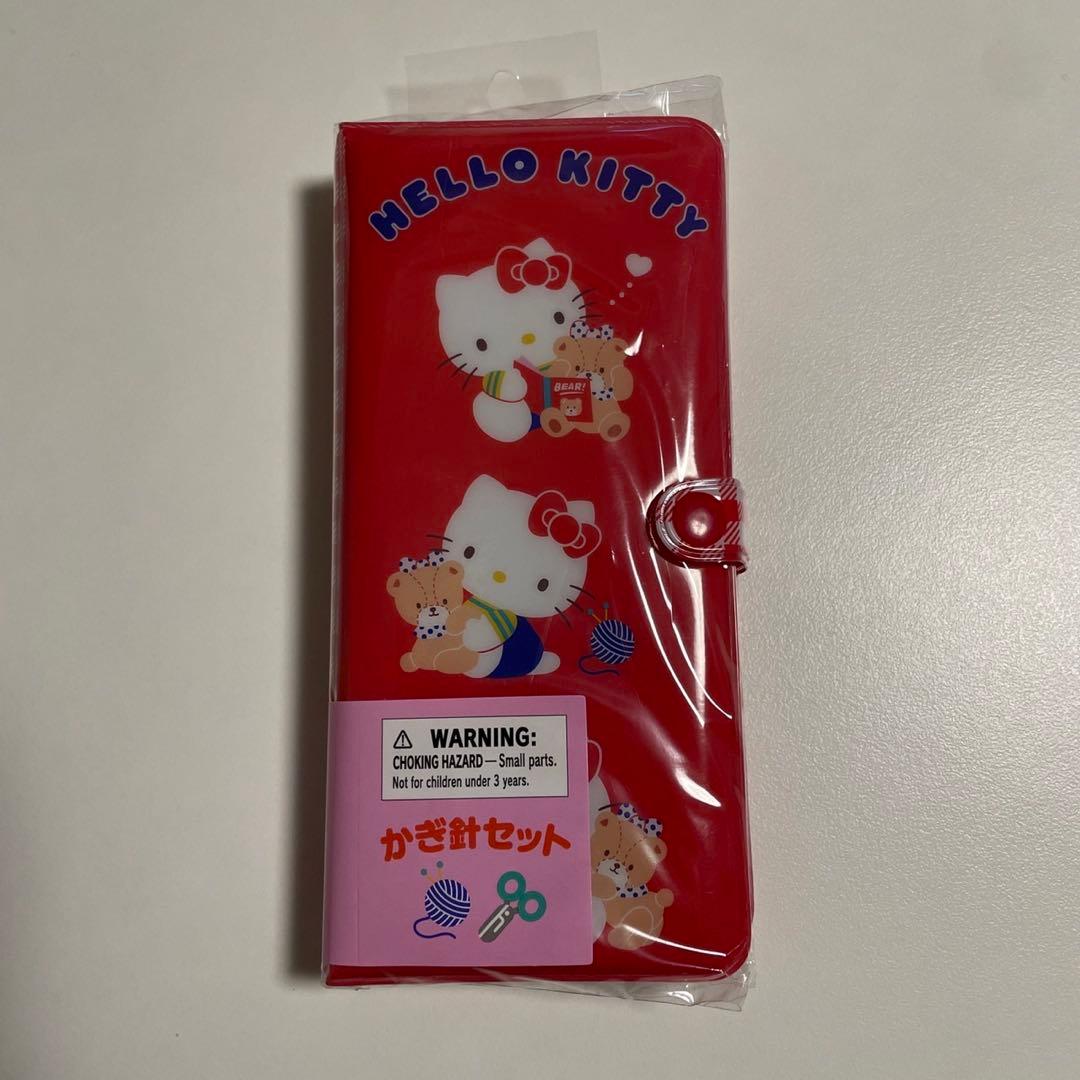 HELLO KITTY
BEAR!
⚠ WARNING:
CHOKING HAZARD — Small parts.
Not for children under 3 years.
かぎ針セット